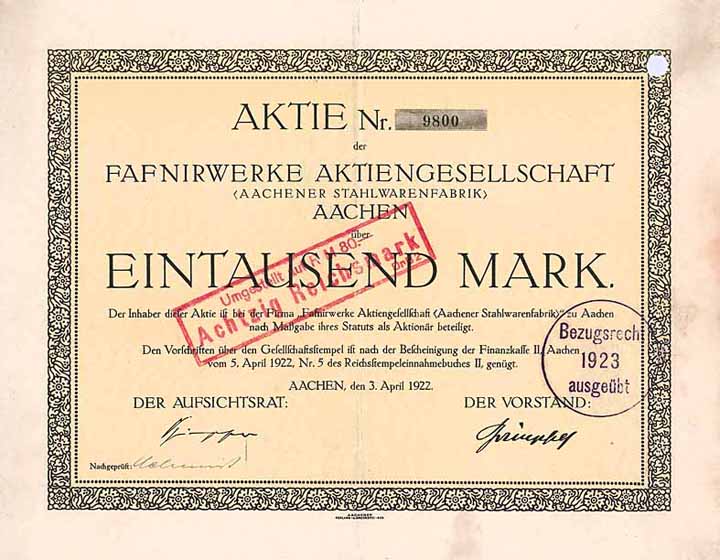 AKTIE Nr. 9800
der
FAFNIRWERKE AKTIENGESELLSCHAFT
(AACHENER STAHLWARENFABRIK)
AACHEN
über
EINTAUSEND MARK.
Umgestellt auf R M 80.-
Achtzig Reichsmark
Der Inhaber dieser Aktie ist bei der Firma „Fafnirwerke Aktiengesellschaft (Aachener Stahlwarenfabrik)“ zu Aachen
nach Maßgabe ihres Statuts als Aktionär beteiligt.
Den Vorschriften über den Gesellschaftsstempel ist nach der Bescheinigung der Finanzkasse II, Aachen
vom 5. April 1922, Nr. 5 des Reichsstempeleinnahmebuches II, genügt.
Bezugsrech
1923
ausgeübt
AACHEN, den 3. April 1922.
DER AUFSICHTSRAT: DER VORSTAND:
Nachgeprüft:
AACHENER